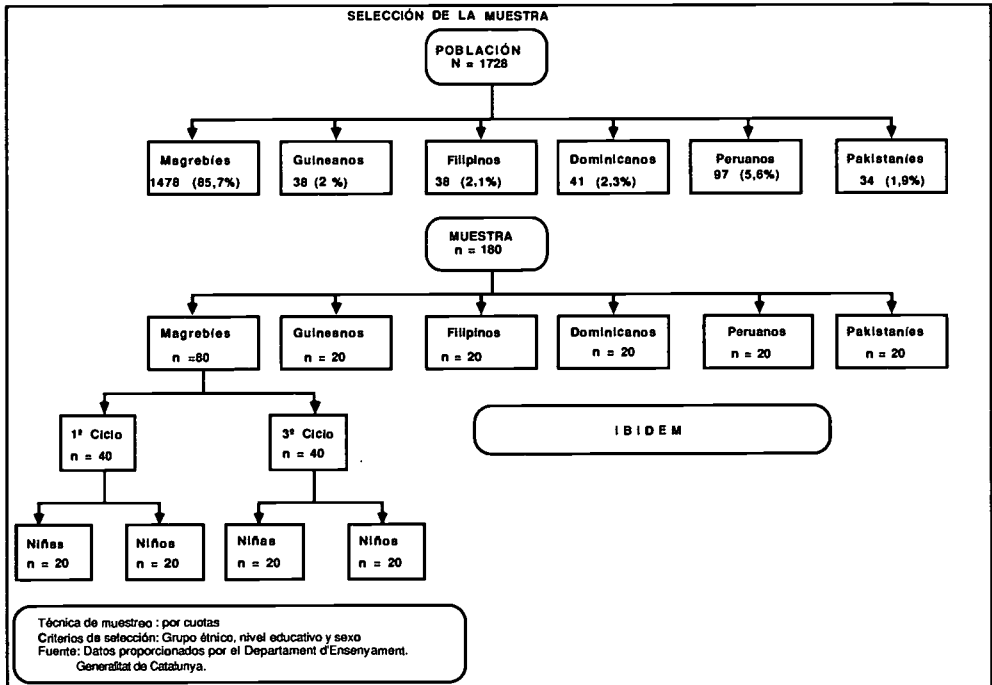 SELECCIÓN DE LA MUESTRA
POBLACIÓN
N = 1728
Magrebíes
1478 (85,7%)
Guineanos
38 (2 %)
Filipinos
38 (2,1%)
Dominicanos
41 (2,3%)
Peruanos
97 (5,6%)
Pakistaníes
34 (1,9%)
MUESTRA
n = 180
Magrebíes
n =80
Guineanos
n = 20
Filipinos
n = 20
Dominicanos
n = 20
Peruanos
n = 20
Pakistaníes
n = 20
1º Ciclo
n = 40
3º Ciclo
n = 40
IBIDEM
Niñas
n = 20
Niños
n = 20
Niñas
n = 20
Niños
n = 20
Técnica de muestreo : por cuotas
Criterios de selección: Grupo étnico, nivel educativo y sexo
Fuente: Datos proporcionados por el Departament d'Ensenyament.
Generalitat de Catalunya.